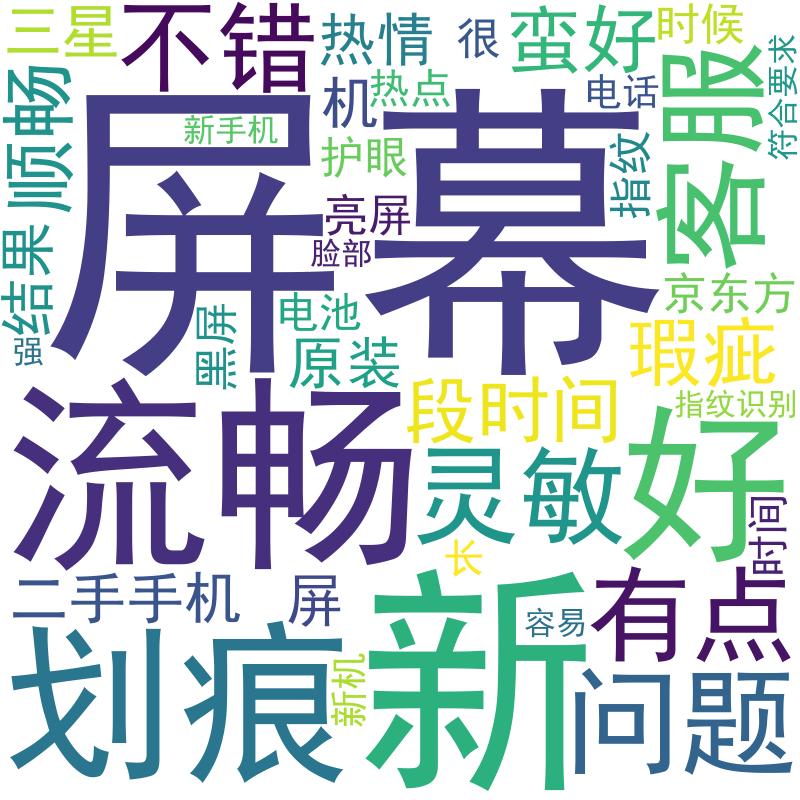 三星
不错
热情
很
蛮好
时候
顺畅
屏幕
机
热点
电话
客服
符合要求
新手机
护眼
指纹
亮屏
脸部
结果
强
黑屏
电池
原装
京东方
瑕疵
流畅
段时间
指纹识别
灵敏
好
长
时间
二手手机
屏
新
容易
有点
划痕
新机
问题